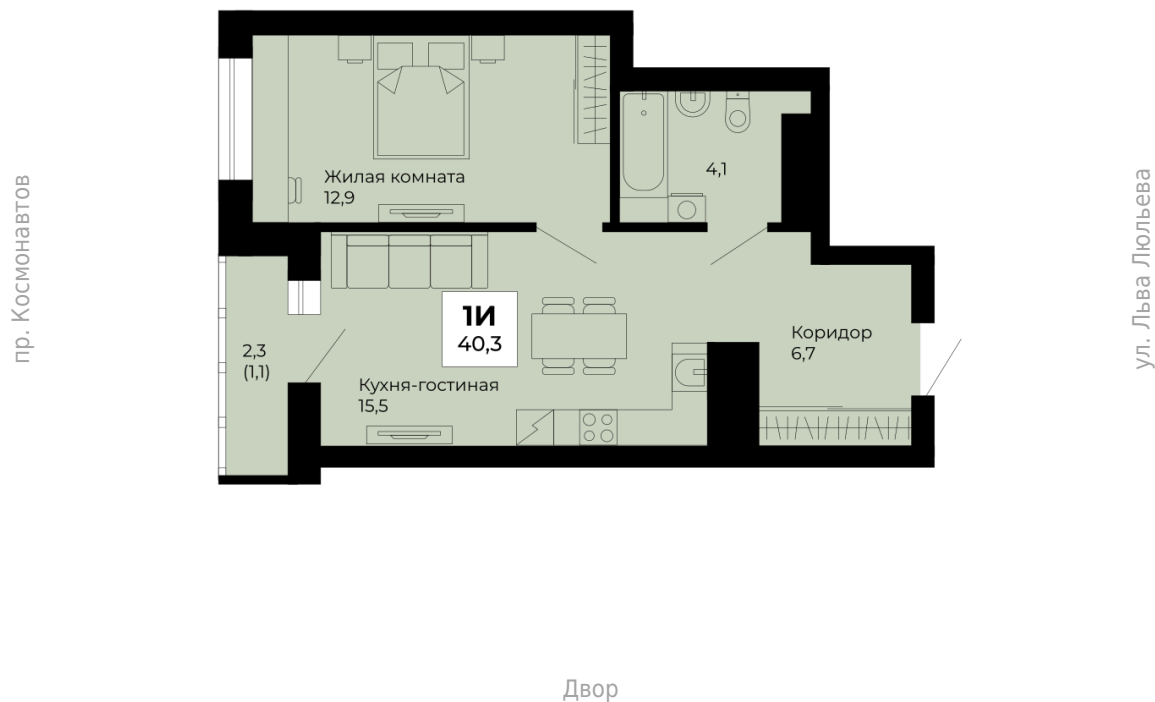 Жилая комната
12,9
4,1
1И
40,3
2,3
(1,1)
Кухня-гостиная
15,5
Коридор
6,7
пр. Космонавтов
ул. Льва Люльева
Двор